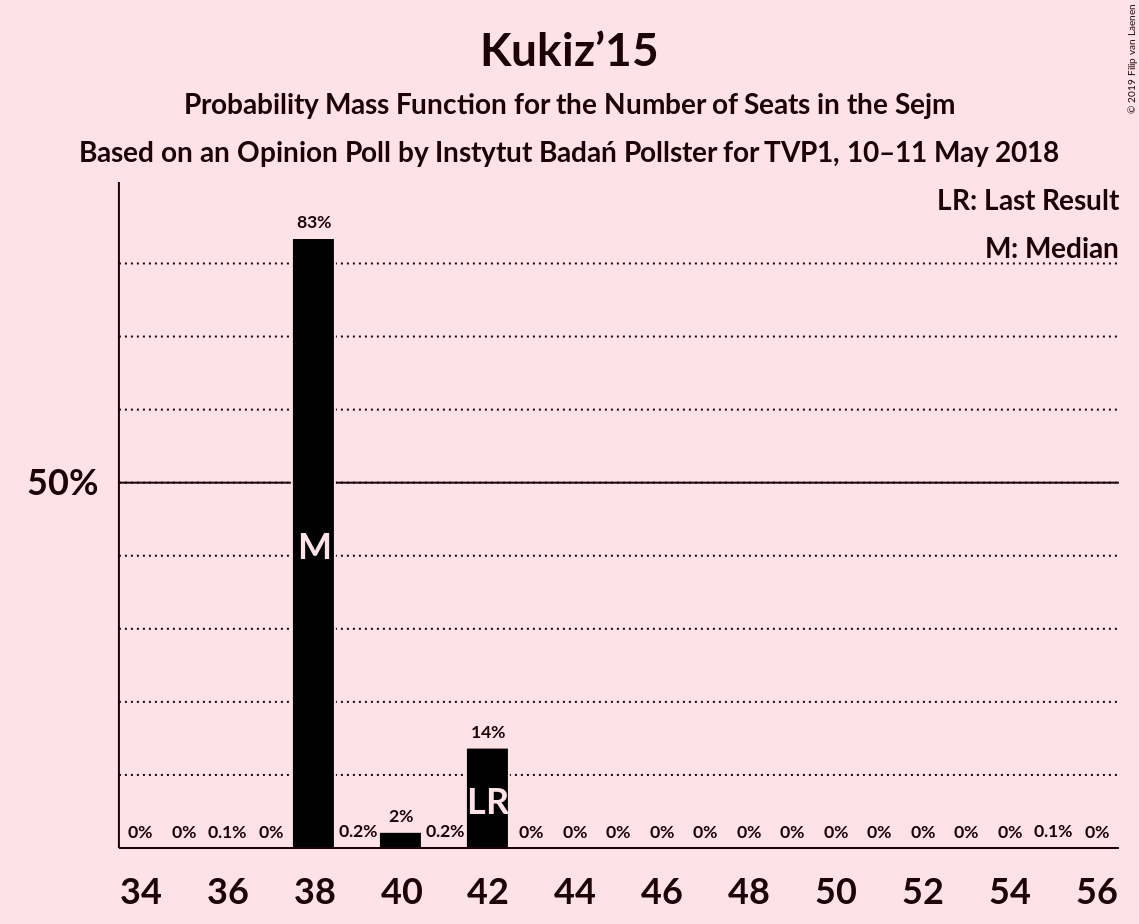 Kukiz’15
Probability Mass Function for the Number of Seats in the Sejm
Based on an Opinion Poll by Instytut Badań Pollster for TVP1, 10–11 May 2018
© 2019 Filip van Laenen
LR: Last Result
M: Median
83%
50%
M
14%
LR
0% 0% 0.1% 0% 0.2% 2% 0.2% 0% 0% 0% 0% 0% 0% 0% 0% 0% 0% 0% 0% 0.1% 0%
34 36 38 40 42 44 46 48 50 52 54 56